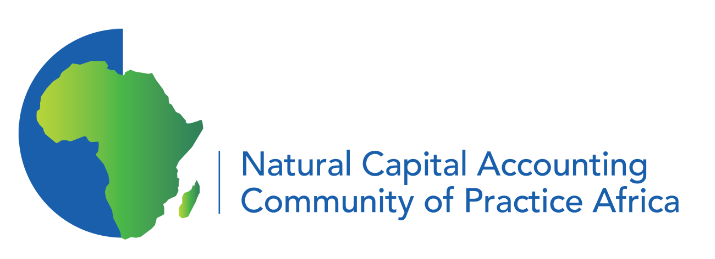 Natural Capital Accounting
Community of Practice Africa